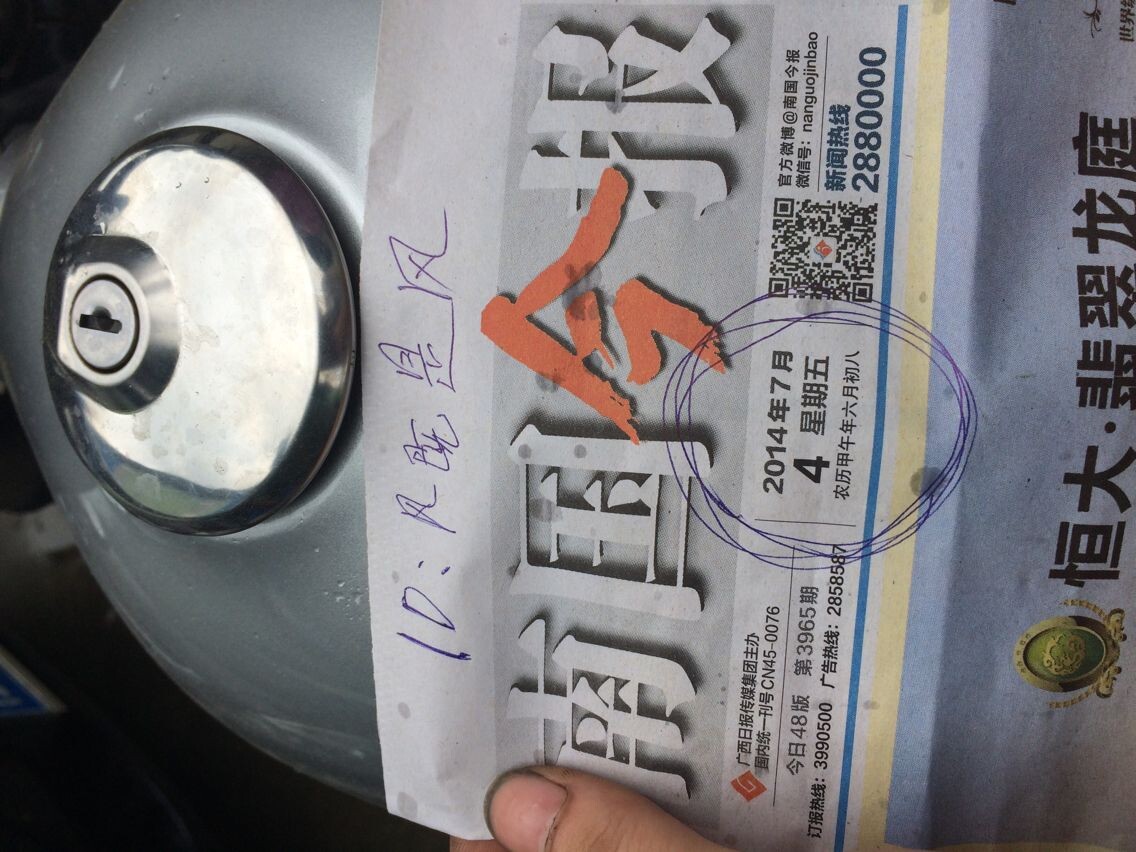 ID：风既是风
南国今报
广西日报传媒集团主办
国内统一刊号CN45-0076
今日48版 第3965期
订报热线：3990500 广告热线：2858587
2014年7月
4 星期五
农历甲午年六月初八
官方微博@南国今报
微信号：nanguojinbao
新闻热线
2880000
恒大·翡翠龙庭